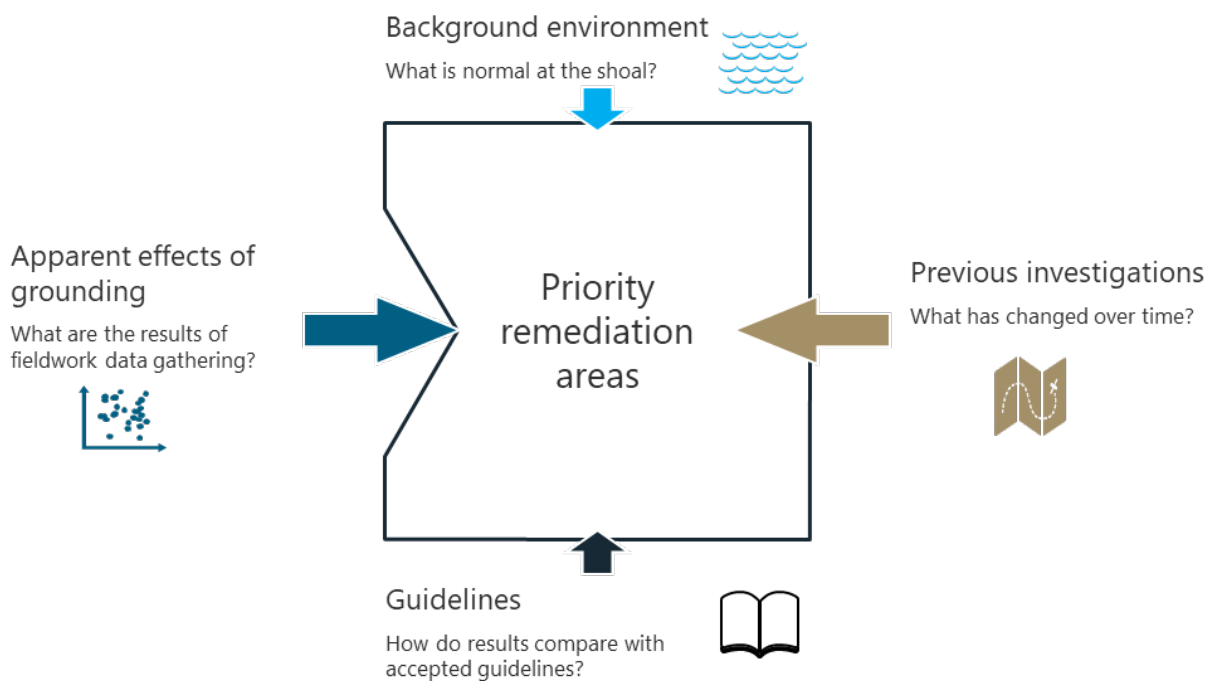 Background environment
What is normal at the shoal?
Apparent effects of
grounding
What are the results of
fieldwork data gathering?
Priority
remediation
areas
Previous investigations
What has changed over time?
Guidelines
How do results compare with
accepted guidelines?